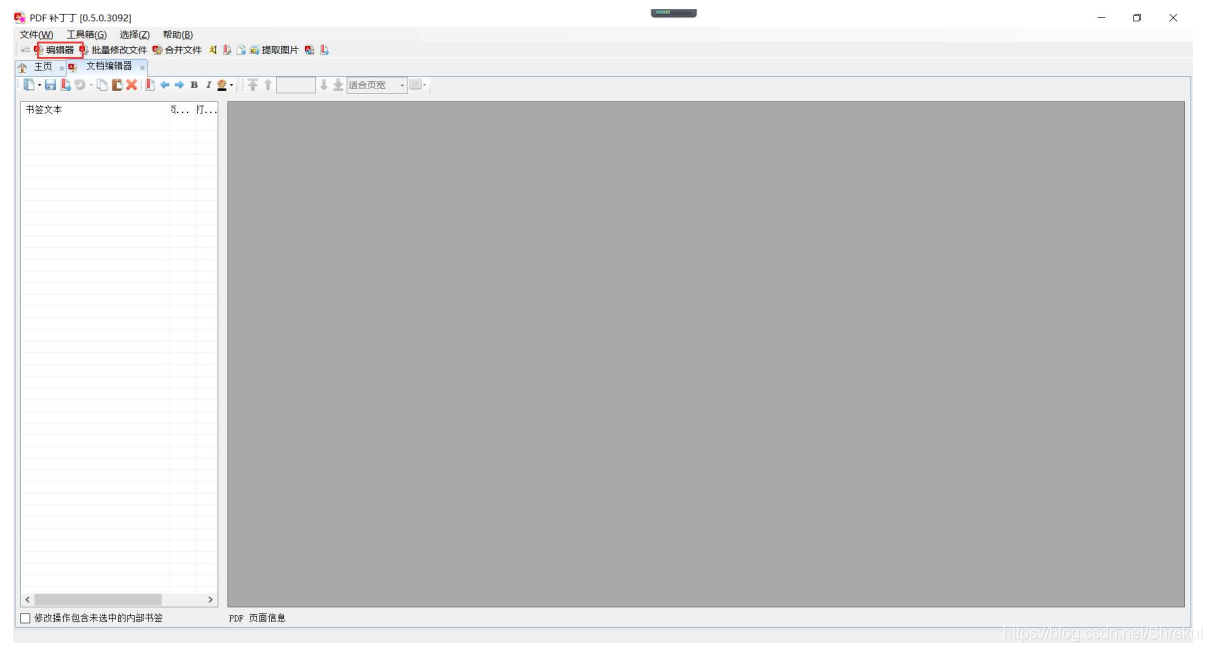 PDF 补丁丁 [0.5.0.3092]
文件(W) 工具箱(G) 选择(Z) 帮助(B)
编辑器 批量修改文件 合并文件 提取图片
主页 文档编辑器
B I 适合页宽
书签文本 页... 打...
修改操作包含未选中的内部书签 PDF 页面信息
https://blog.csdn.net/Shrekui